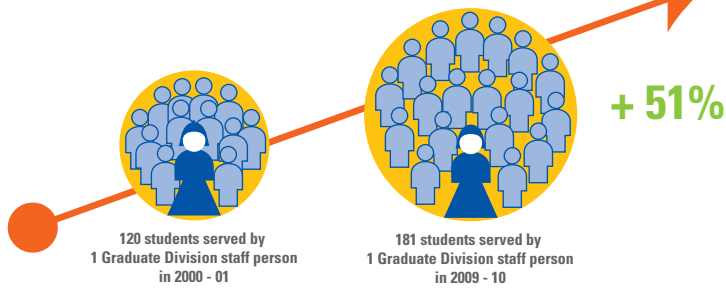 + 51%
120 students served by
1 Graduate Division staff person
in 2000 - 01
181 students served by
1 Graduate Division staff person
in 2009 - 10